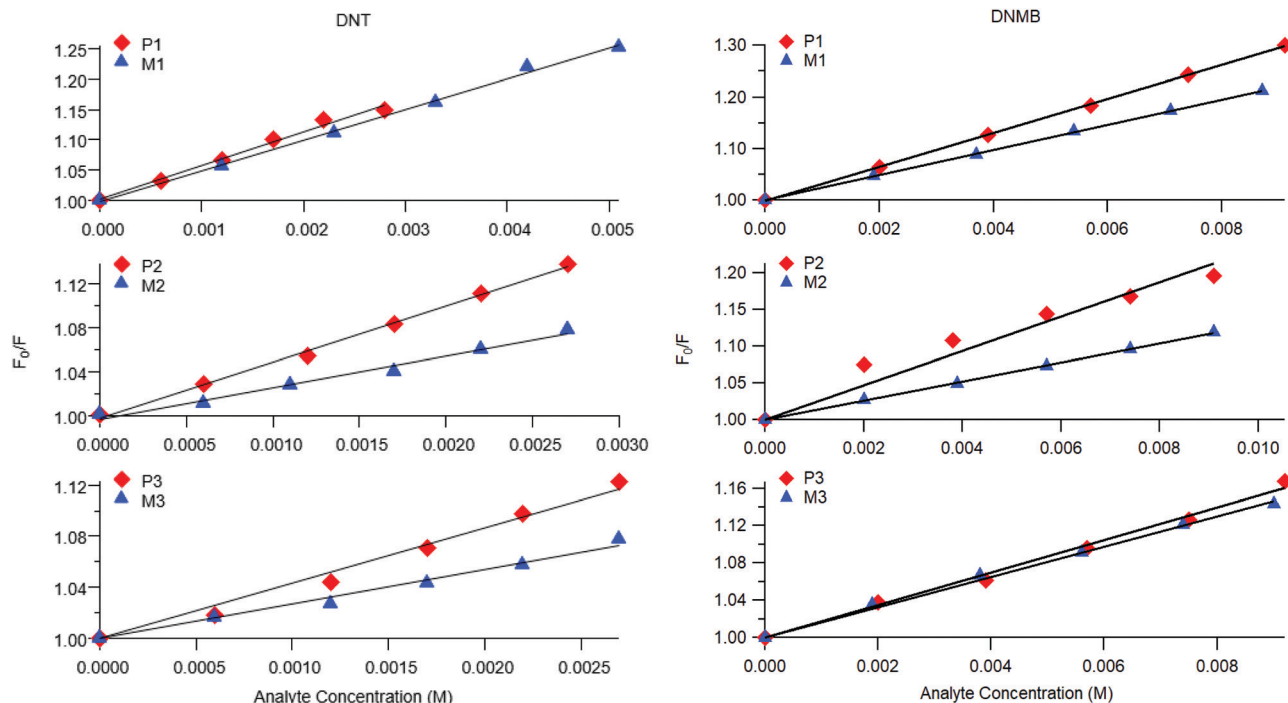 DNT
P1
M1
1.25
1.20
1.15
1.10
1.05
1.00
0.000 0.001 0.002 0.003 0.004 0.005
P2
M2
1.12
1.08
1.04
1.00
0.0000 0.0005 0.0010 0.0015 0.0020 0.0025 0.0030
F0/F
P3
M3
1.12
1.08
1.04
1.00
0.0000 0.0005 0.0010 0.0015 0.0020 0.0025
Analyte Concentration (M)
DNMB
P1
M1
1.30
1.20
1.10
1.00
0.000 0.002 0.004 0.006 0.008
P2
M2
1.20
1.15
1.10
1.05
1.00
0.000 0.002 0.004 0.006 0.008 0.010
F0/F
P3
M3
1.16
1.12
1.08
1.04
1.00
0.000 0.002 0.004 0.006 0.008
Analyte Concentration (M)